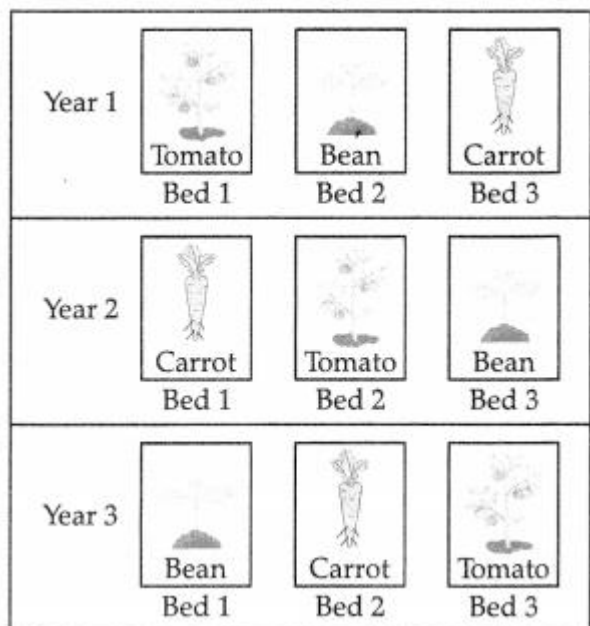 Year 1
Tomato Bean Carrot
Bed 1 Bed 2 Bed 3
Year 2
Carrot Tomato Bean
Bed 1 Bed 2 Bed 3
Year 3
Bean Carrot Tomato
Bed 1 Bed 2 Bed 3